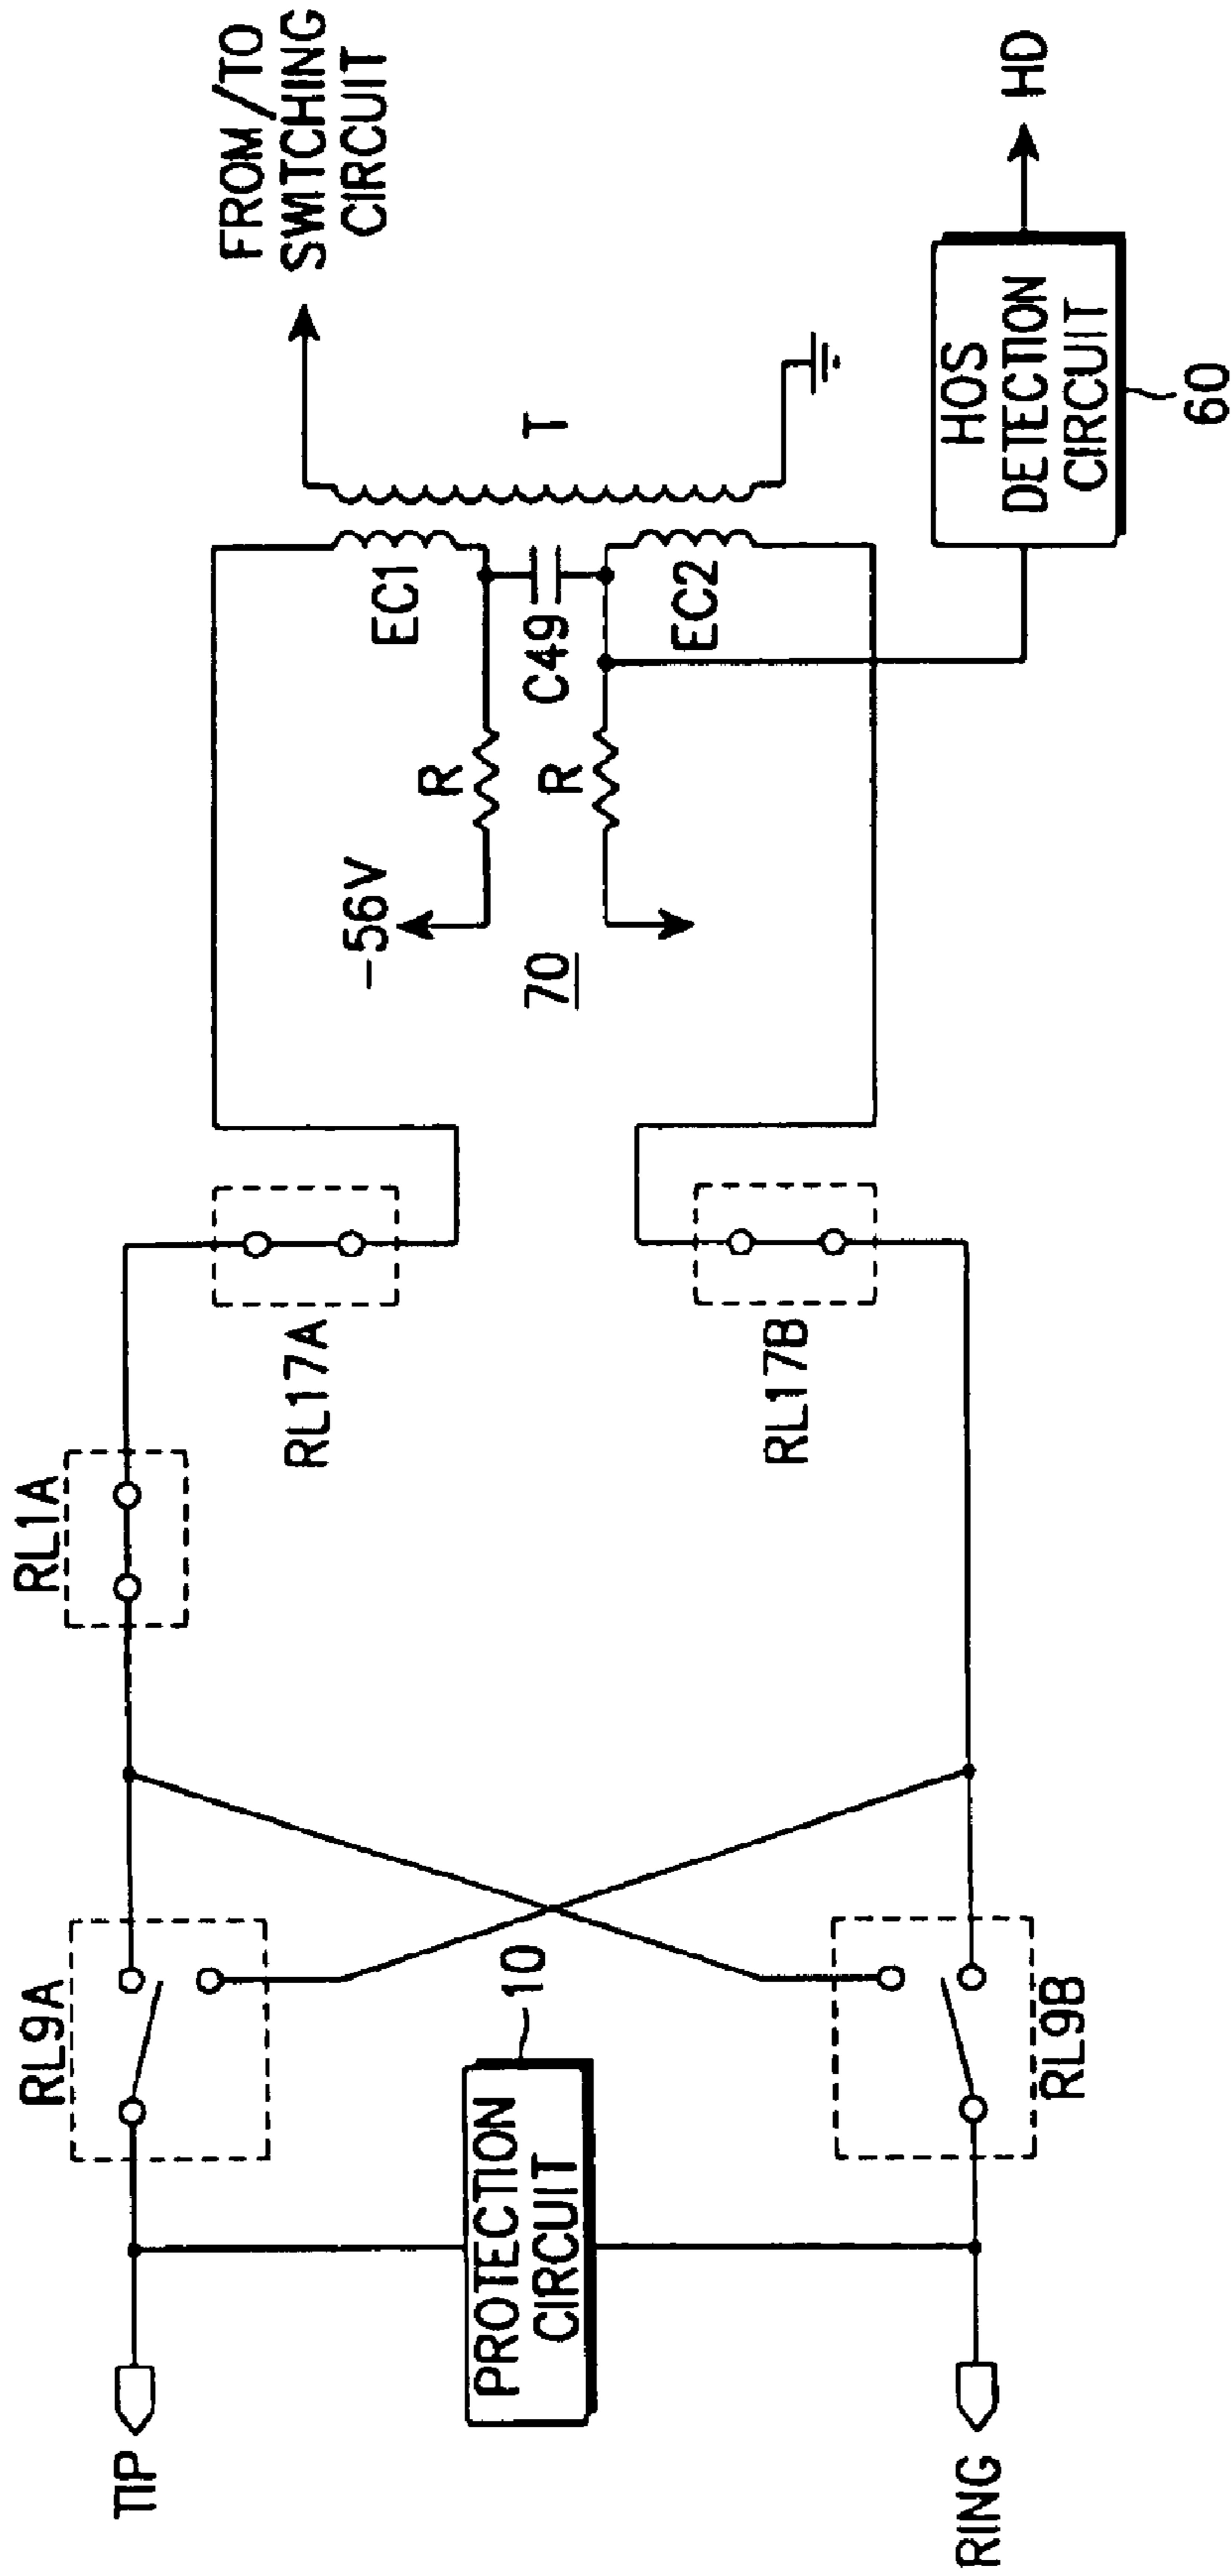 TIP
RING
PROTECTION
CIRCUIT
10
RL9A
RL9B
RL1A
RL17A
RL17B
-56V
70
R
R
C49
EC1
EC2
T
FROM/TO
SWITCHING
CIRCUIT
HOS
DETECTION
CIRCUIT
60
HD